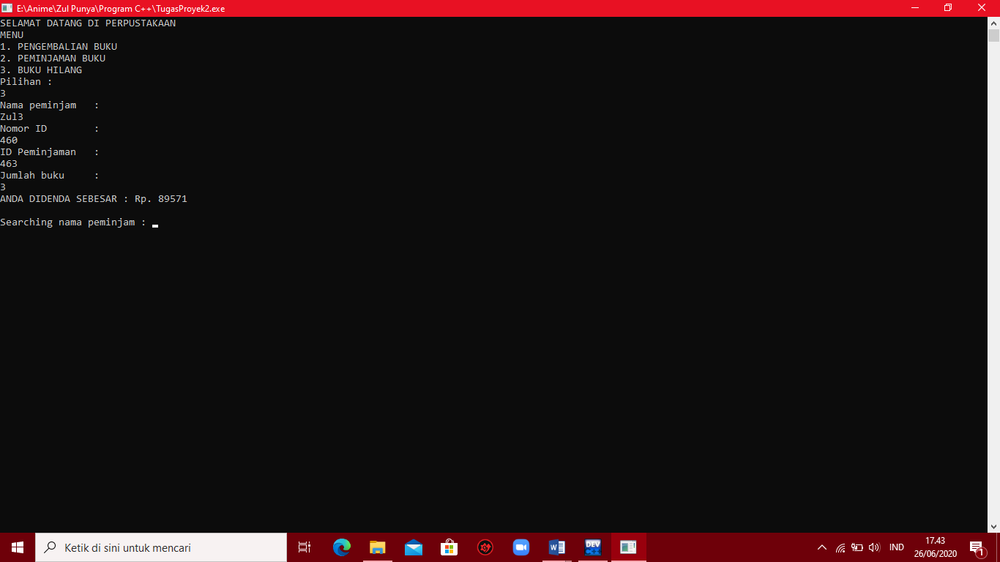 E:\Anime\Zul Punya\Program C++\TugasProyek2.exe
SELAMAT DATANG DI PERPUSTAKAAN
MENU
1. PENGEMBALIAN BUKU
2. PEMINJAMAN BUKU
3. BUKU HILANG
Pilihan :
3
Nama peminjam :
Zul3
Nomor ID :
460
ID Peminjaman :
463
Jumlah buku :
3
ANDA DIDENDA SEBESAR : Rp. 89571
Searching nama peminjam :
Ketik di sini untuk mencari
W
DEV
IND
17.43
26/06/2020
1